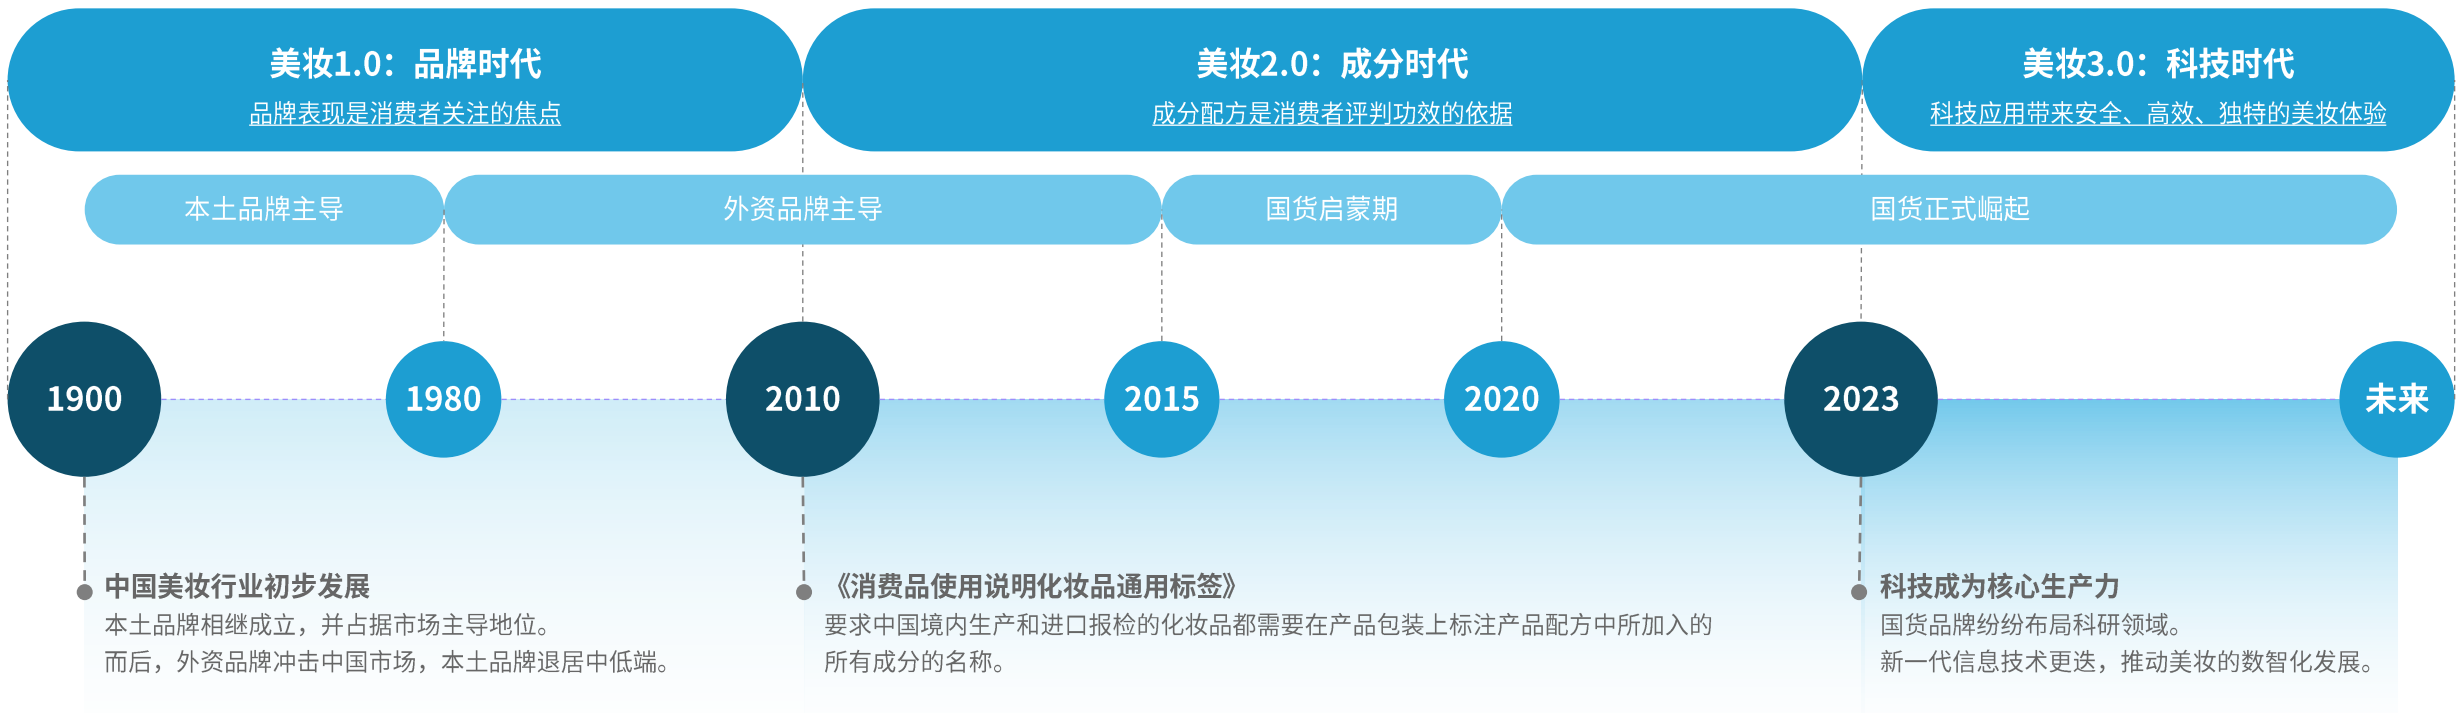 美妆1.0：品牌时代
品牌表现是消费者关注的焦点
美妆2.0：成分时代
成分配方是消费者评判功效的依据
美妆3.0：科技时代
科技应用带来安全、高效、独特的美妆体验
本土品牌主导
外资品牌主导
国货启蒙期
国货正式崛起
1900
1980
2010
2015
2020
2023
未来
中国美妆行业初步发展
本土品牌相继成立，并占据市场主导地位。
而后，外资品牌冲击中国市场，本土品牌退居中低端。
《消费品使用说明化妆品通用标签》
要求中国境内生产和进口报检的化妆品都需要在产品包装上标注产品配方中所加入的
所有成分的名称。
科技成为核心生产力
国货品牌纷纷布局科研领域。
新一代信息技术更迭，推动美妆的数智化发展。